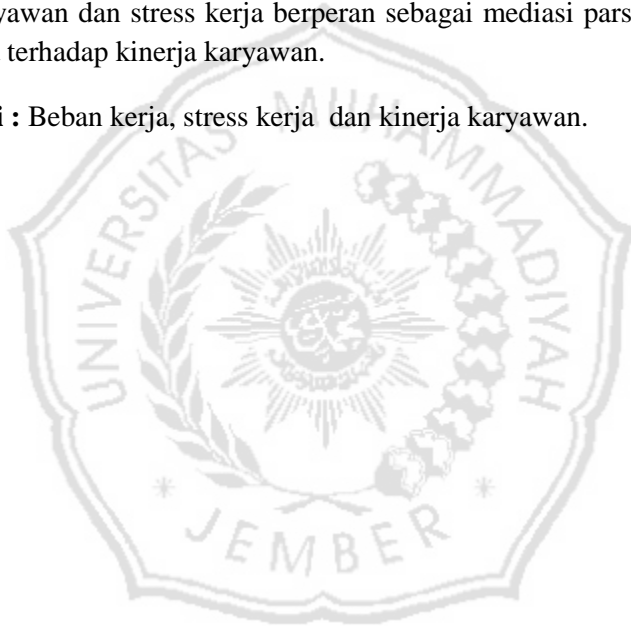 yawan dan stress kerja berperan sebagai mediasi pars
terhadap kinerja karyawan.
i : Beban kerja, stress kerja dan kinerja karyawan.
UNIVERSITAS MUHAMMADIYAH
JEMBER